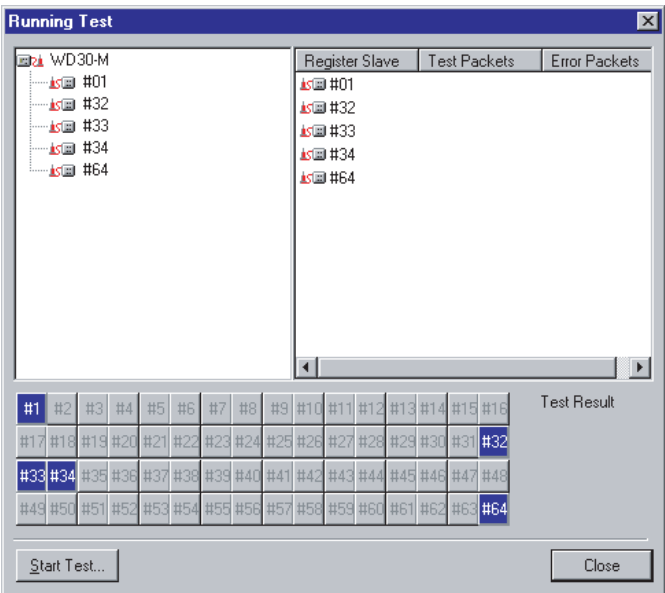 Running Test
WD30-M
#01
#32
#33
#34
#64
Register Slave Test Packets Error Packets
#01
#32
#33
#34
#64
#1 #2 #3 #4 #5 #6 #7 #8 #9 #10 #11 #12 #13 #14 #15 #16
#17 #18 #19 #20 #21 #22 #23 #24 #25 #26 #27 #28 #29 #30 #31 #32
#33 #34 #35 #36 #37 #38 #39 #40 #41 #42 #43 #44 #45 #46 #47 #48
#49 #50 #51 #52 #53 #54 #55 #56 #57 #58 #59 #60 #61 #62 #63 #64
Test Result
Start Test... Close